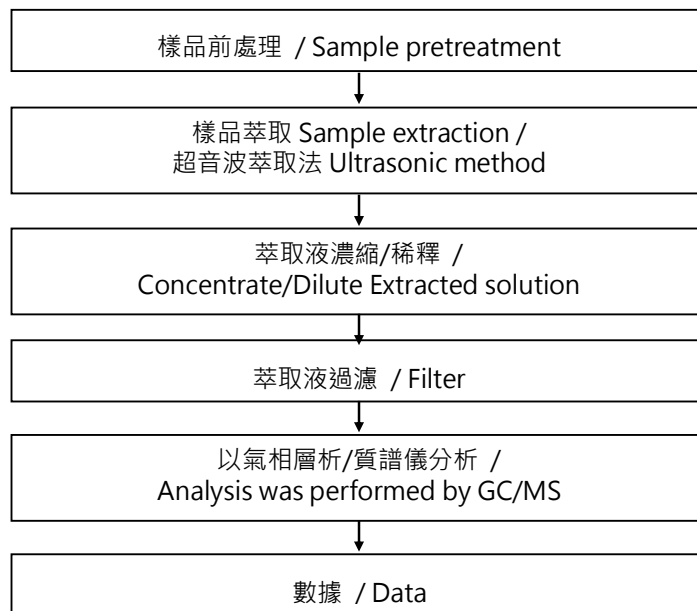 樣品前處理 / Sample pretreatment
樣品萃取 Sample extraction /
超音波萃取法 Ultrasonic method
萃取液濃縮/稀釋 /
Concentrate/Dilute Extracted solution
萃取液過濾 / Filter
以氣相層析/質譜儀分析 /
Analysis was performed by GC/MS
數據 / Data